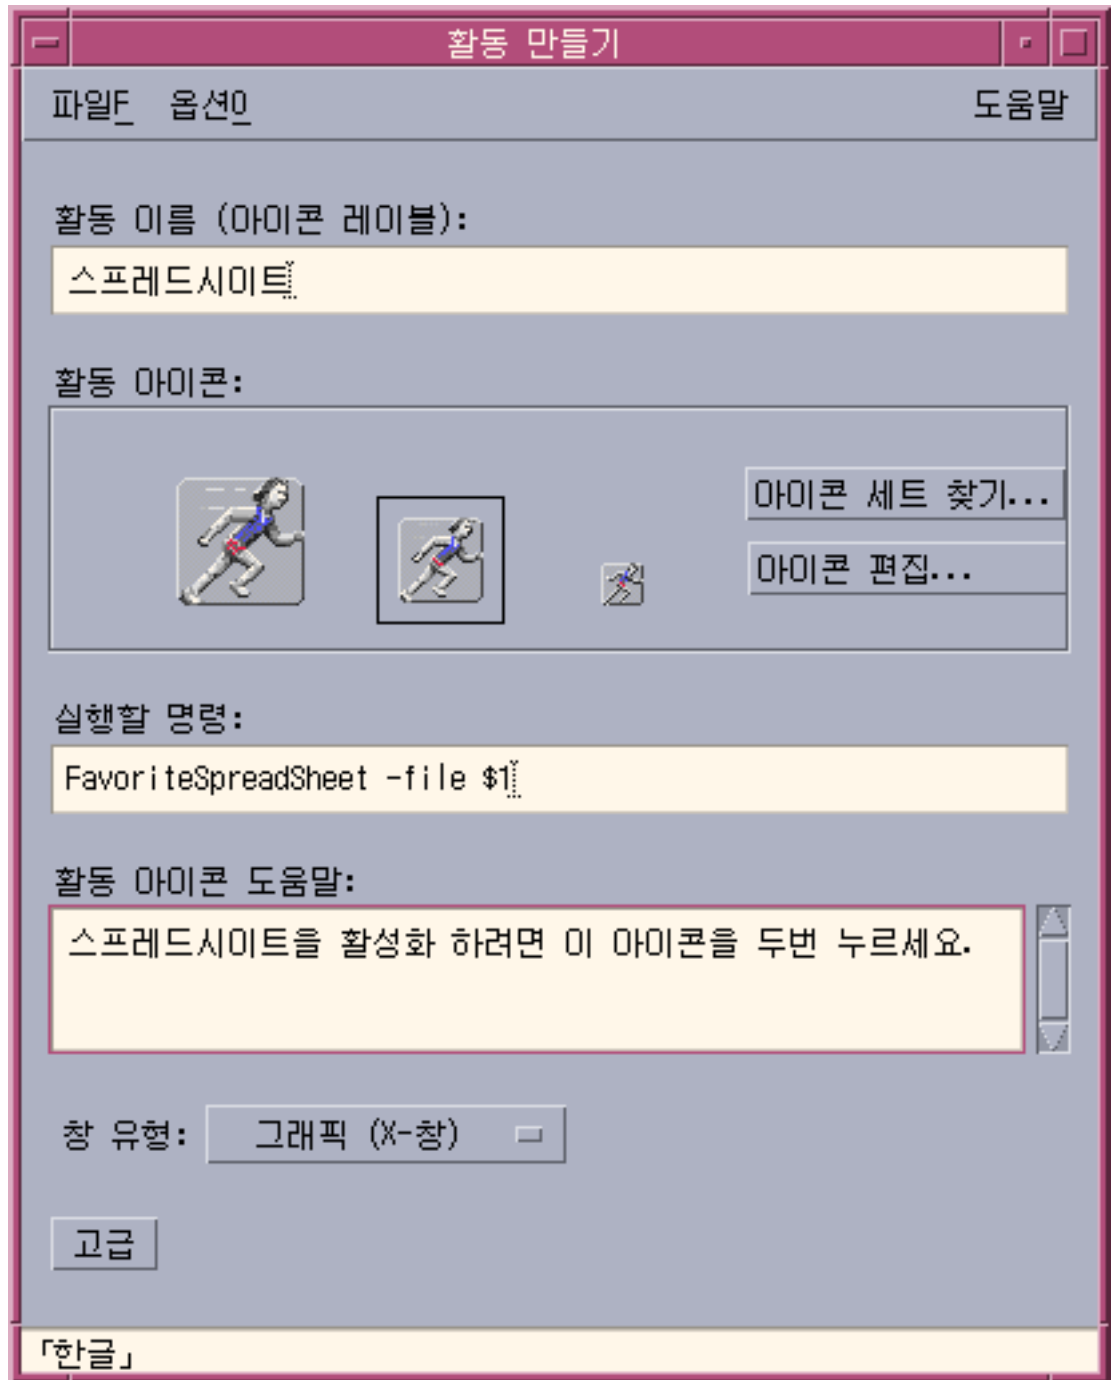 활동 만들기
파일F 옵션O 도움말
활동 이름 (아이콘 레이블):
스프레드시이트
활동 아이콘:
아이콘 세트 찾기...
아이콘 편집...
실행할 명령:
FavoriteSpreadSheet -file $1
활동 아이콘 도움말:
스프레드시이트을 활성화 하려면 이 아이콘을 두번 누르세요.
창 유형: 그래픽 (X-창)
고급
「한글」